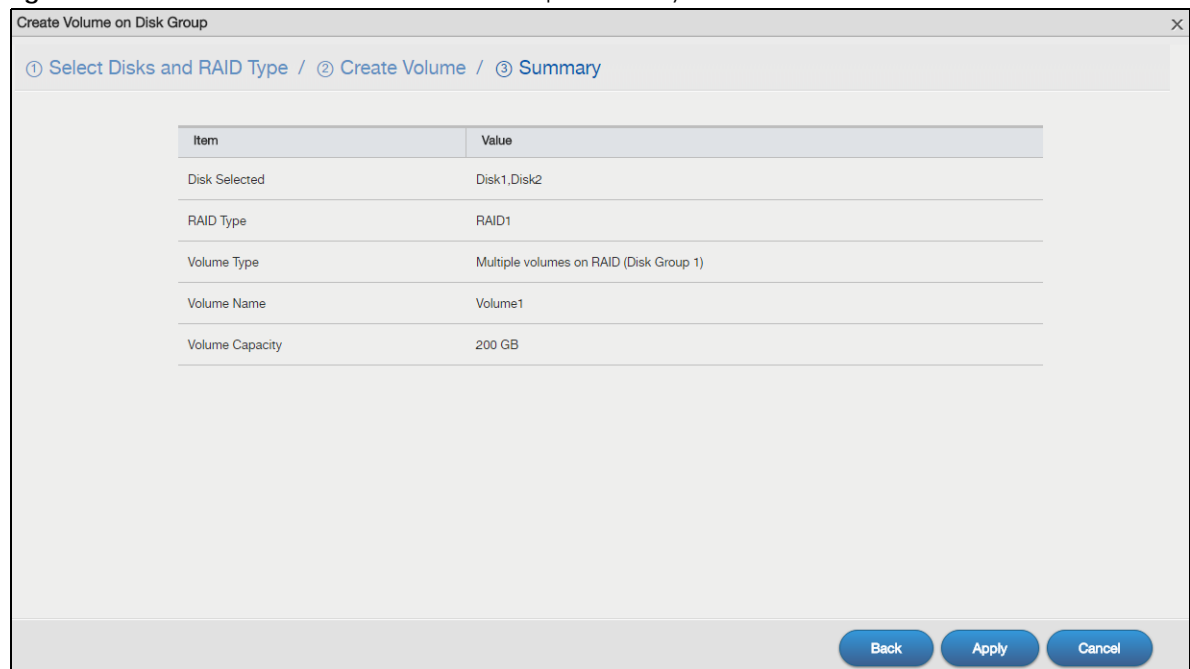 Create Volume on Disk Group
① Select Disks and RAID Type / ② Create Volume / ③ Summary
Item Value
Disk Selected Disk1,Disk2
RAID Type RAID1
Volume Type Multiple volumes on RAID (Disk Group 1)
Volume Name Volume1
Volume Capacity 200 GB
Back Apply Cancel